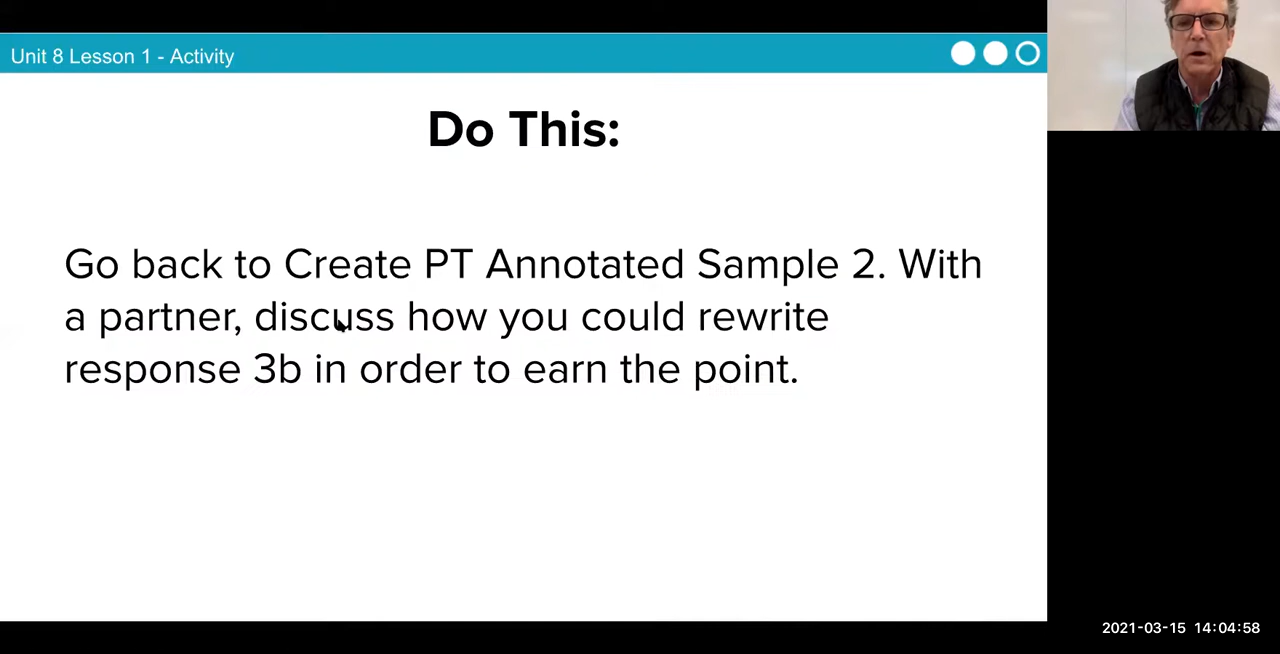 Unit 8 Lesson 1 - Activity
Do This:
Go back to Create PT Annotated Sample 2. With
a partner, discuss how you could rewrite
response 3b in order to earn the point.
2021-03-15 14:04:58